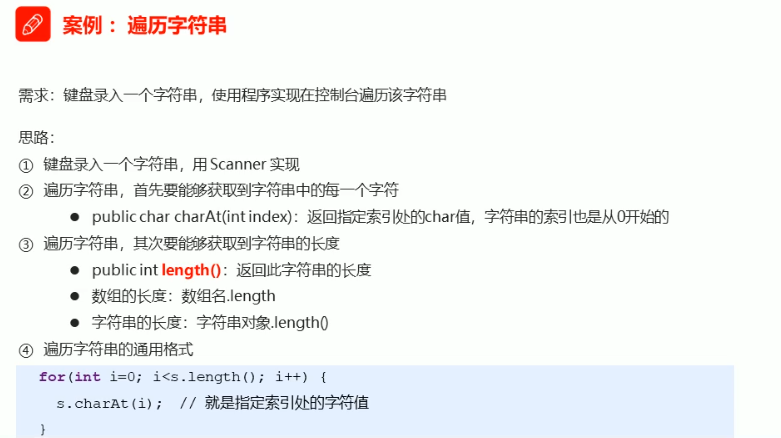 案例：遍历字符串
需求：键盘录入一个字符串，使用程序实现在控制台遍历该字符串
思路：
① 键盘录入一个字符串，用 Scanner 实现
② 遍历字符串，首先要能够获取到字符串中的每一个字符
● public char charAt(int index)：返回指定索引处的char值，字符串的索引也是从0开始的
③ 遍历字符串，其次要能够获取到字符串的长度
● public int length()：返回此字符串的长度
● 数组的长度：数组名.length
● 字符串的长度：字符串对象.length()
④ 遍历字符串的通用格式
for(int i=0; i<s.length(); i++) {
s.charAt(i);  // 就是指定索引处的字符值
}